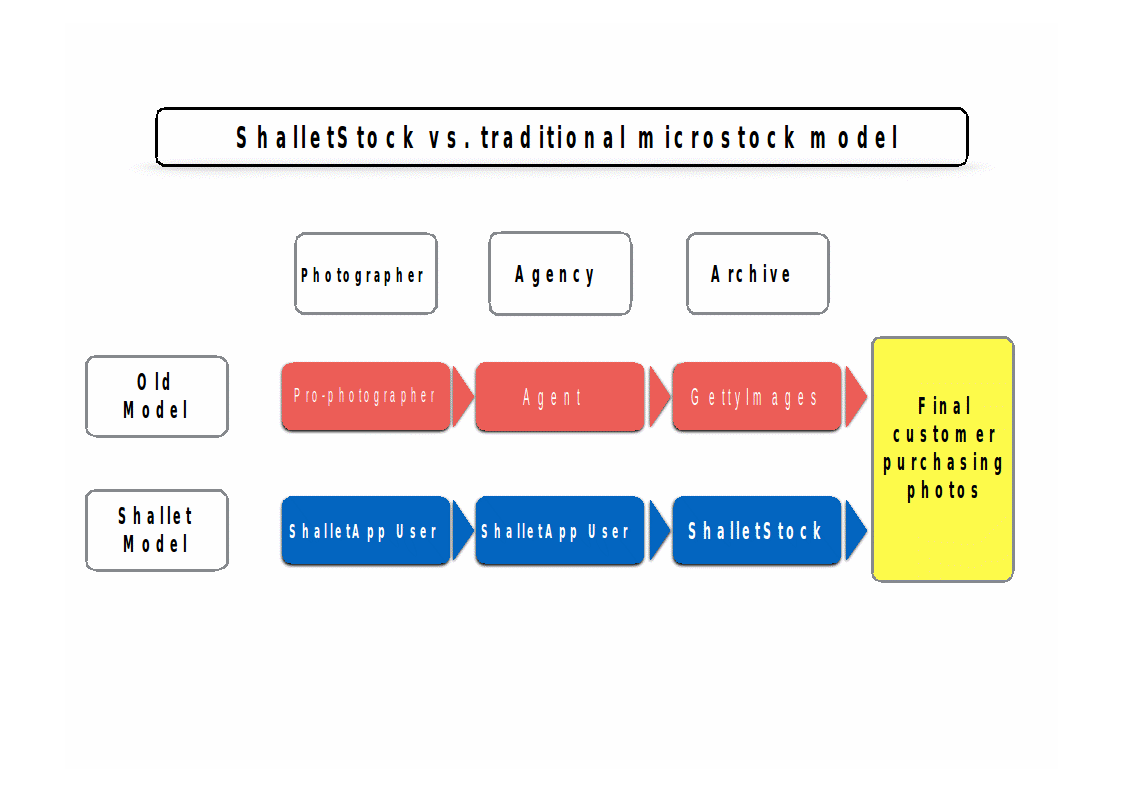 ShalletStock vs. traditional microstock model
Photographer
Agency
Archive
Old
Model
Pro-photographer
Agent
GettyImages
Final
customer
purchasing
photos
Shallet
Model
ShalletApp User
ShalletApp User
ShalletStock